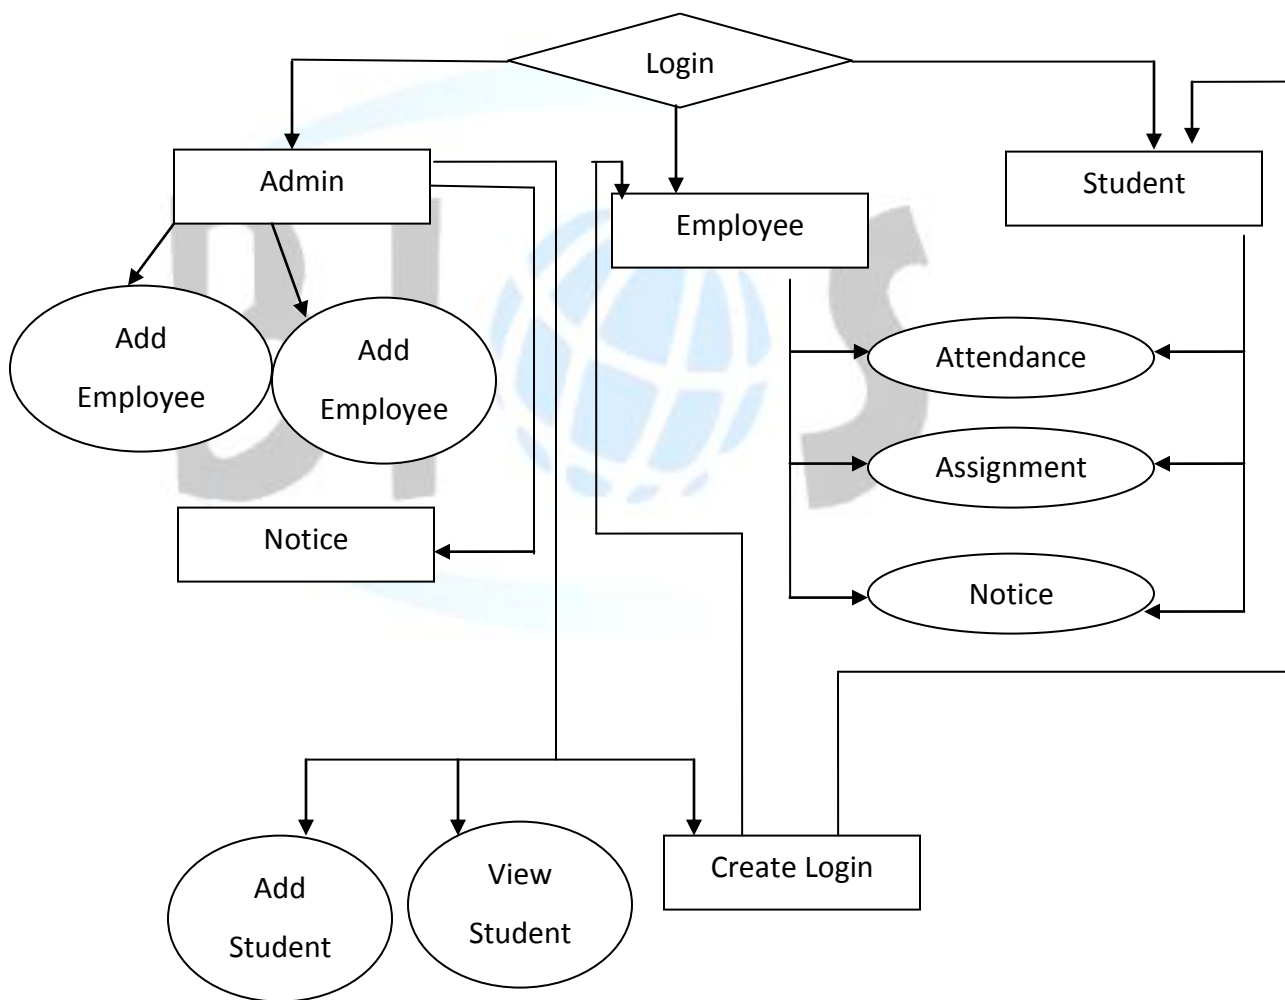 Login
Admin
Employee
Student
Add
Employee
Add
Employee
Attendance
Assignment
Notice
Notice
Add
Student
View
Student
Create Login